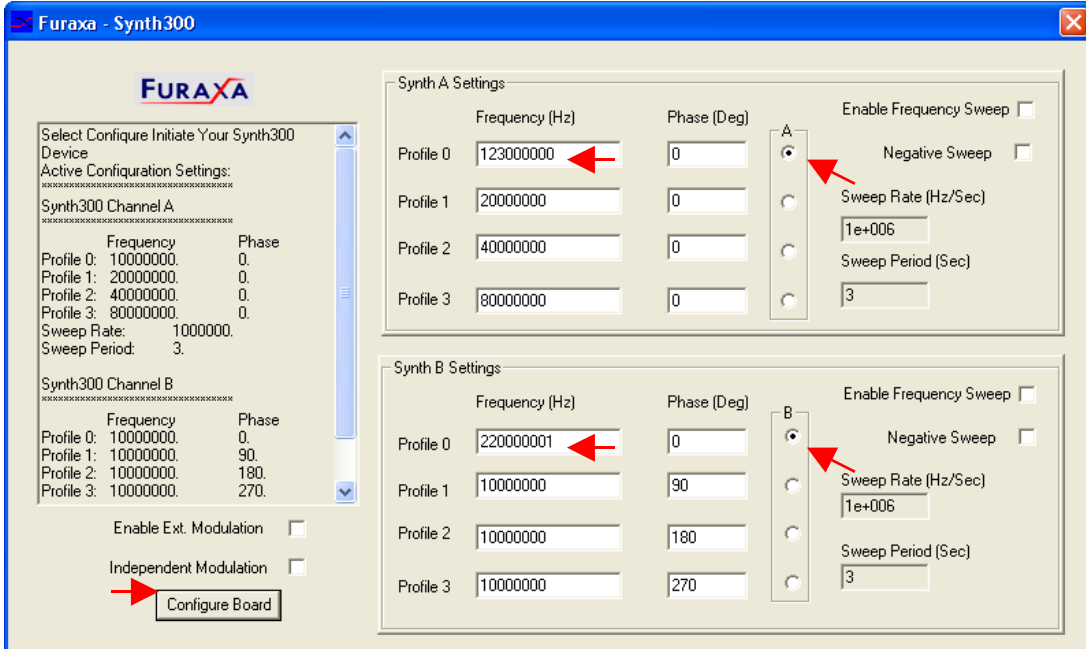 Furaxa - Synth300
FURAXA
Select Configure Initiate Your Synth300
Device
Active Configuration Settings:
**********************************
Synth300 Channel A
**********************************
Frequency Phase
Profile 0: 10000000. 0.
Profile 1: 20000000. 0.
Profile 2: 40000000. 0.
Profile 3: 80000000. 0.
Sweep Rate: 1000000.
Sweep Period: 3.
Synth300 Channel B
**********************************
Frequency Phase
Profile 0: 10000000. 0.
Profile 1: 10000000. 90.
Profile 2: 10000000. 180.
Profile 3: 10000000. 270.
Enable Ext. Modulation
Independent Modulation
Configure Board
Synth A Settings
Frequency (Hz) Phase (Deg) A Enable Frequency Sweep
Profile 0 123000000 0 Negative Sweep
Profile 1 20000000 0 Sweep Rate (Hz/Sec)
1e+006
Profile 2 40000000 0 Sweep Period (Sec)
Profile 3 80000000 0 3
Synth B Settings
Frequency (Hz) Phase (Deg) B Enable Frequency Sweep
Profile 0 220000001 0 Negative Sweep
Profile 1 10000000 90 Sweep Rate (Hz/Sec)
1e+006
Profile 2 10000000 180 Sweep Period (Sec)
Profile 3 10000000 270 3